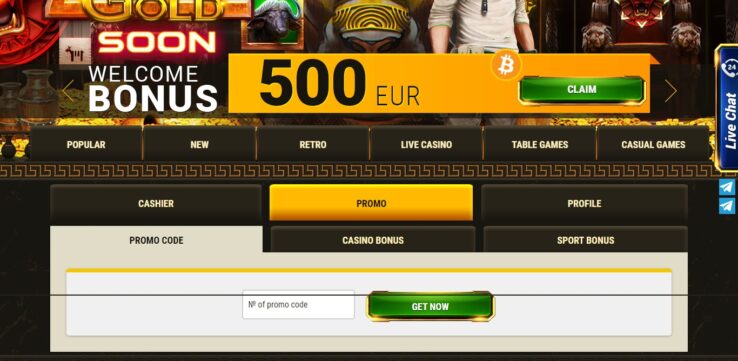 GOLD
SOON
WELCOME
BONUS
500 EUR
CLAIM
POPULAR
NEW
RETRO
LIVE CASINO
TABLE GAMES
CASUAL GAMES
24
Live Chat
CASHIER
PROMO
PROFILE
PROMO CODE
CASINO BONUS
SPORT BONUS
№ of promo code
GET NOW